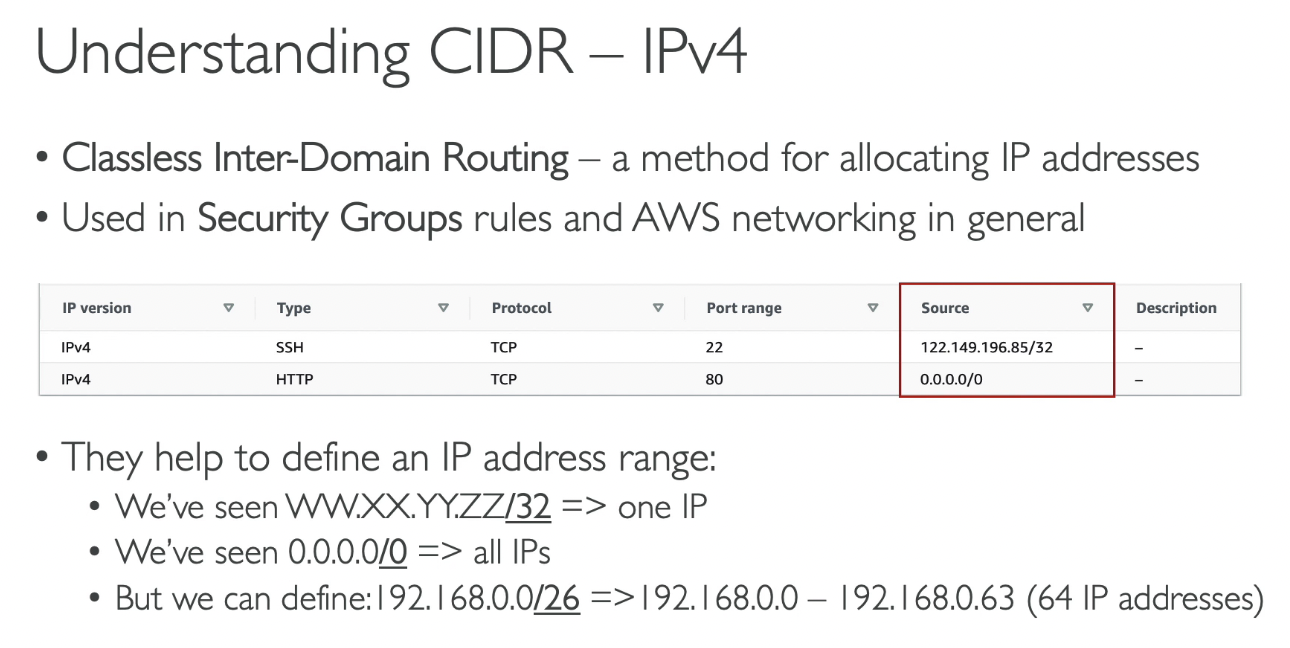 Understanding CIDR – IPv4
• Classless Inter-Domain Routing – a method for allocating IP addresses
• Used in Security Groups rules and AWS networking in general
IP version Type Protocol Port range Source Description
IPv4 SSH TCP 22 122.149.196.85/32 –
IPv4 HTTP TCP 80 0.0.0.0/0 –
• They help to define an IP address range:
• We've seen WW.XX.YY.ZZ/32 => one IP
• We've seen 0.0.0.0/0 => all IPs
• But we can define:192.168.0.0/26 =>192.168.0.0 – 192.168.0.63 (64 IP addresses)